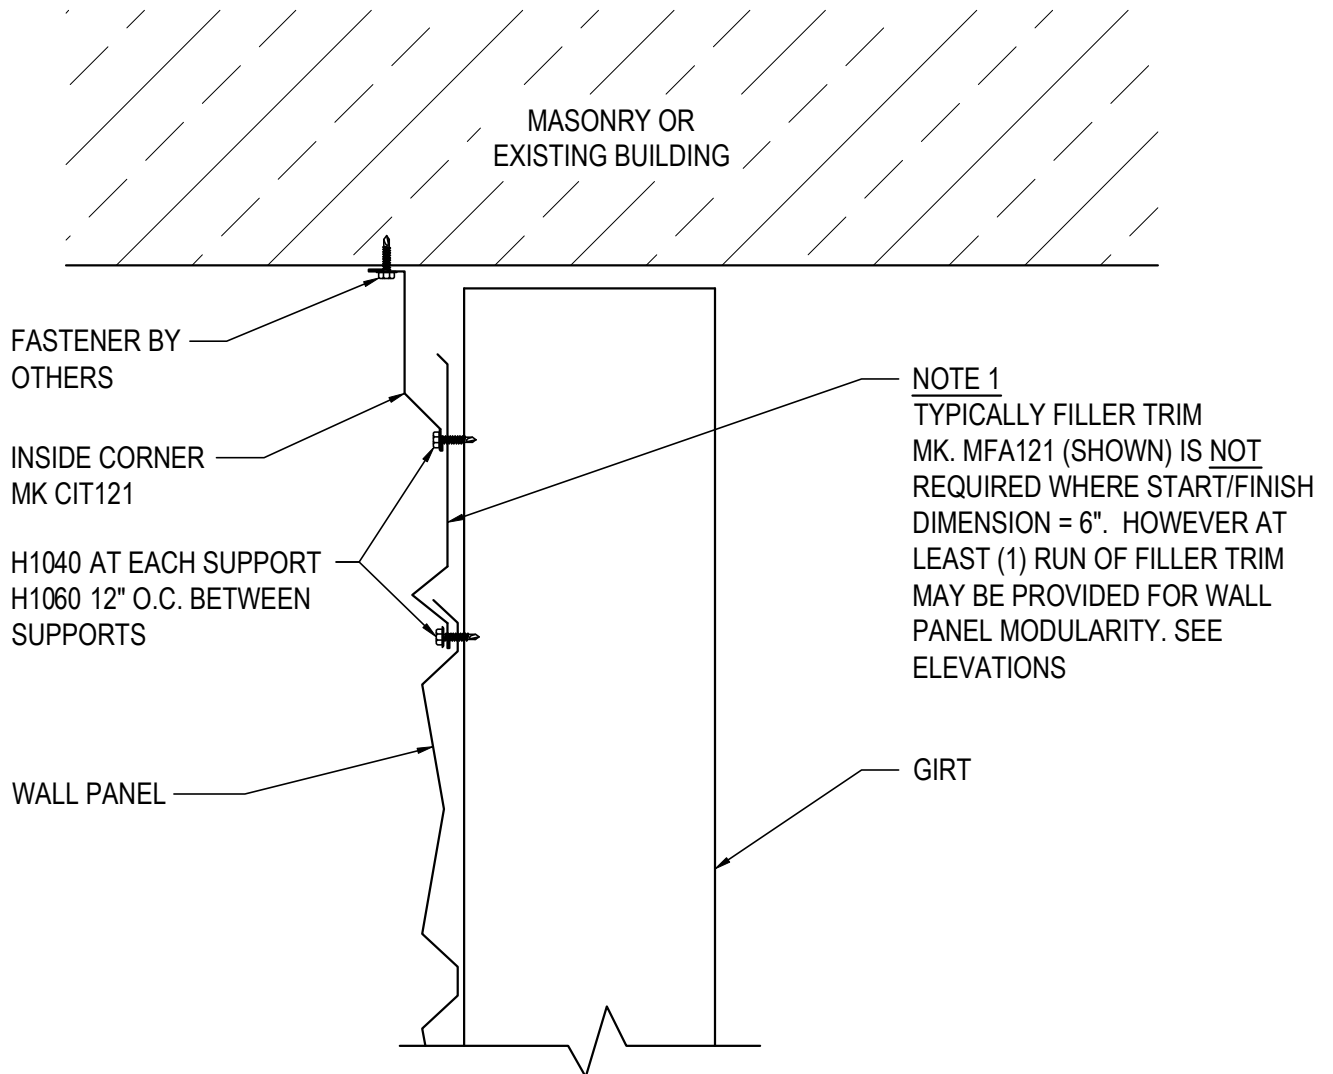 MASONRY OR
EXISTING BUILDING
FASTENER BY
OTHERS
INSIDE CORNER
MK CIT121
H1040 AT EACH SUPPORT
H1060 12" O.C. BETWEEN
SUPPORTS
WALL PANEL
NOTE 1
TYPICALLY FILLER TRIM
MK. MFA121 (SHOWN) IS NOT
REQUIRED WHERE START/FINISH
DIMENSION = 6". HOWEVER AT
LEAST (1) RUN OF FILLER TRIM
MAY BE PROVIDED FOR WALL
PANEL MODULARITY. SEE
ELEVATIONS
GIRT